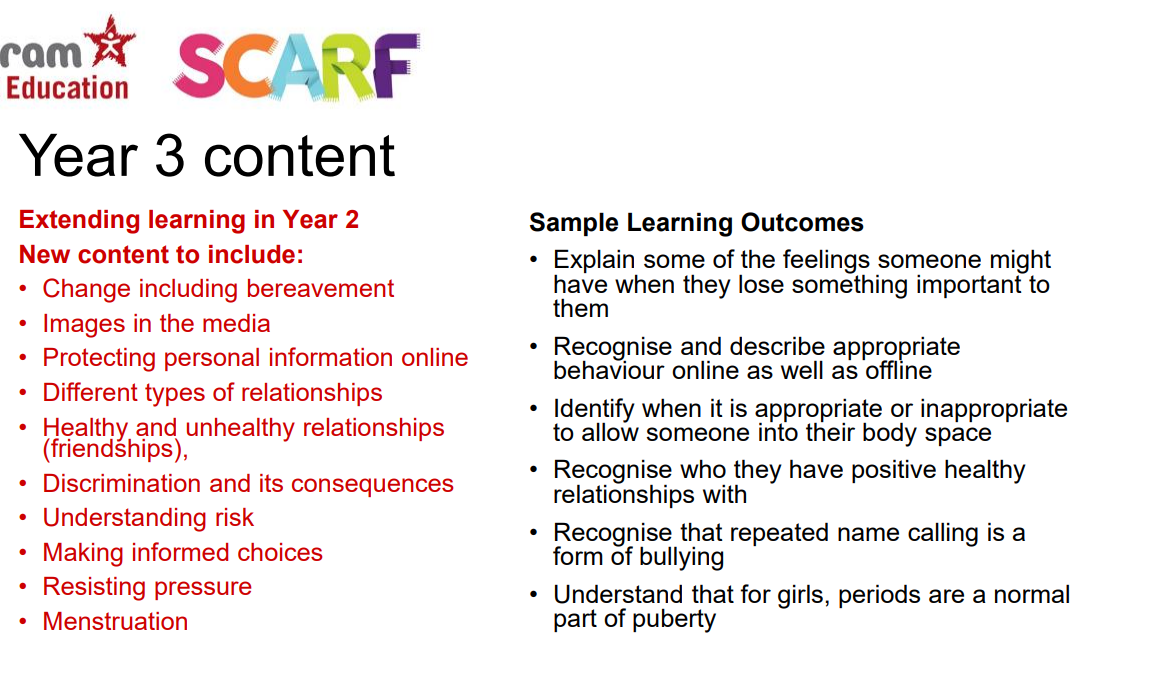 ram
Education
SCARF
Year 3 content
Extending learning in Year 2
New content to include:
• Change including bereavement
• Images in the media
• Protecting personal information online
• Different types of relationships
• Healthy and unhealthy relationships
(friendships),
• Discrimination and its consequences
• Understanding risk
• Making informed choices
• Resisting pressure
• Menstruation
Sample Learning Outcomes
• Explain some of the feelings someone might
have when they lose something important to
them
• Recognise and describe appropriate
behaviour online as well as offline
• Identify when it is appropriate or inappropriate
to allow someone into their body space
• Recognise who they have positive healthy
relationships with
• Recognise that repeated name calling is a
form of bullying
• Understand that for girls, periods are a normal
part of puberty